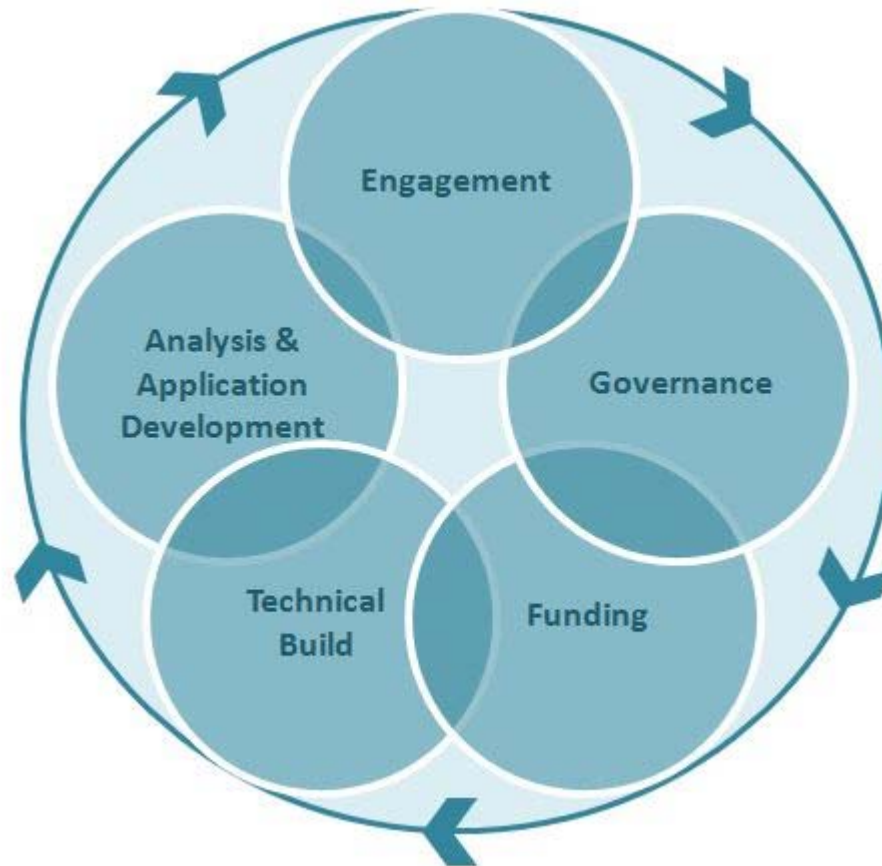 Engagement
Governance
Funding
Technical
Build
Analysis &
Application
Development